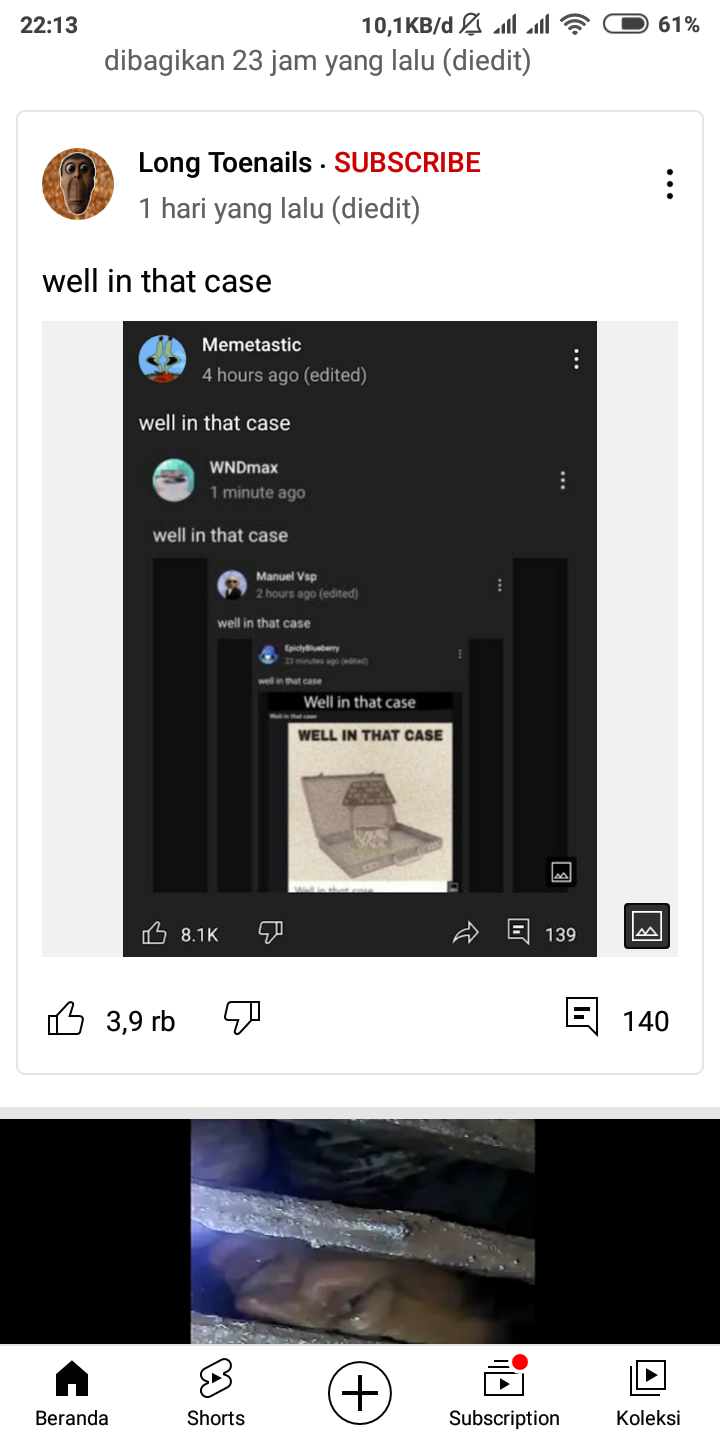 22:13
10,1KB/d
61%
dibagikan 23 jam yang lalu (diedit)
Long Toenails · SUBSCRIBE
1 hari yang lalu (diedit)
well in that case
Memetastic
4 hours ago (edited)
well in that case
WNDmax
1 minute ago
well in that case
Manuel Vsp
2 hours ago (edited)
well in that case
EpiclyBlueberry
23 minutes ago (edited)
well in that case
Well in that case
Well in that case
WELL IN THAT CASE
Well in that case
8.1K
139
3,9 rb
140
Beranda
Shorts
Subscription
Koleksi